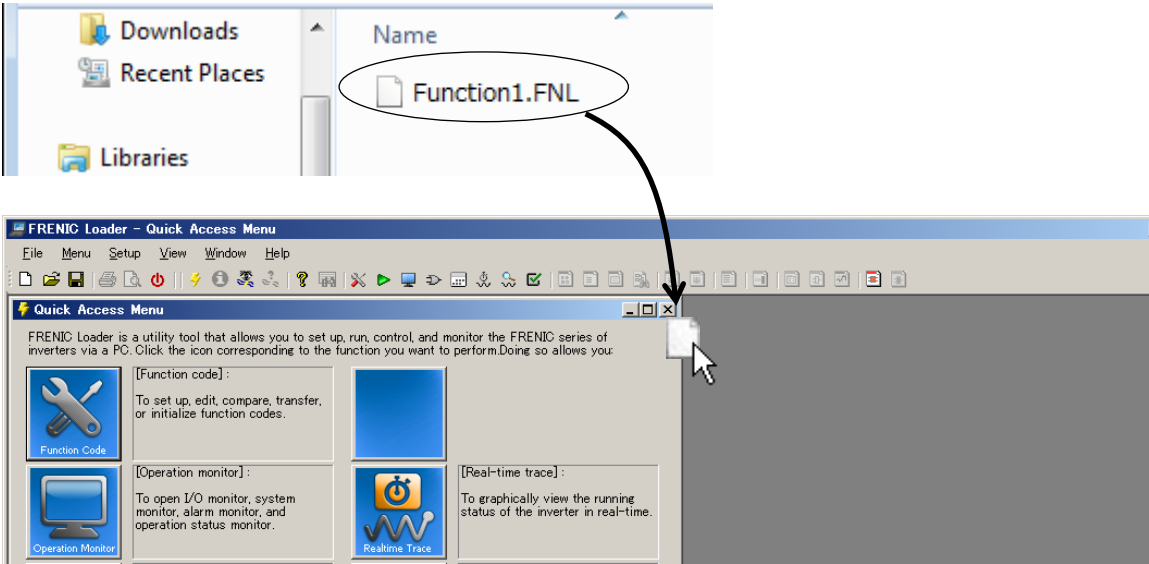 Downloads
Name
Recent Places
Function1.FNL
Libraries
FRENIC Loader - Quick Access Menu
File Menu Setup View Window Help
Quick Access Menu
FRENIC Loader is a utility tool that allows you to set up, run, control, and monitor the FRENIC series of
inverters via a PC. Click the icon corresponding to the function you want to perform.Doing so allows you:
[Function code] :
To set up, edit, compare, transfer,
or initialize function codes.
Function Code
[Operation monitor] :
To open I/O monitor, system
monitor, alarm monitor, and
operation status monitor.
Operation Monitor
[Real-time trace] :
To graphically view the running
status of the inverter in real-time.
Realtime Trace